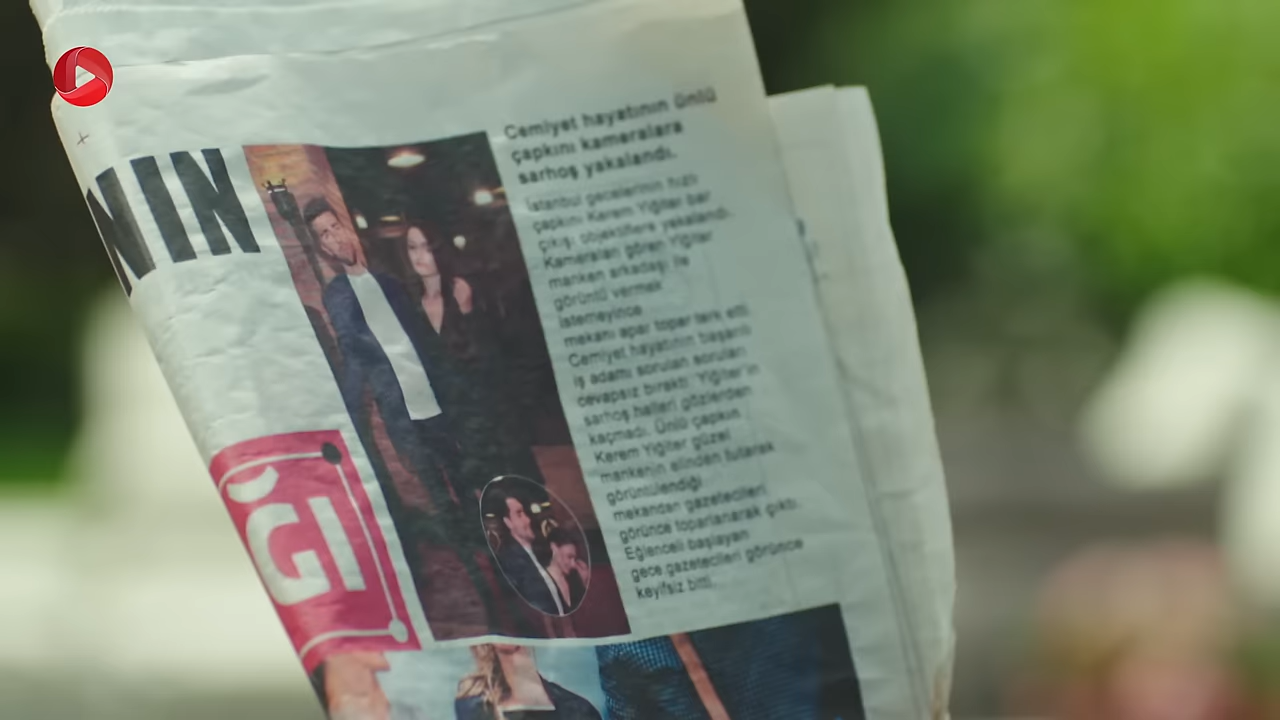 NIN
Cemiyet hayatının ünlü
çapkını kameralara
sarhoş yakalandı.
İstanbul gecelerinin hızlı
çapkını Kerem Yiğiter bar
çıkışı objektiflere yakalandı.
Kameraları gören Yiğiter
manken arkadaşı ile
görüntü vermek
istemeyince
mekanı apar topar terk etti.
Cemiyet hayatının başarılı
iş adamı sorulan soruları
cevapsız bıraktı. Yiğiter'in
sarhoş halleri gözlerden
kaçmadı. Ünlü çapkın
Kerem Yiğiter güzel
mankenin elinden tutarak
görüntülendiği
mekandan gazetecileri
görünce toparlanarak çıktı.
Eğlenceli başlayan
gece gazetecileri görünce
keyifsiz bitti.
ĞI